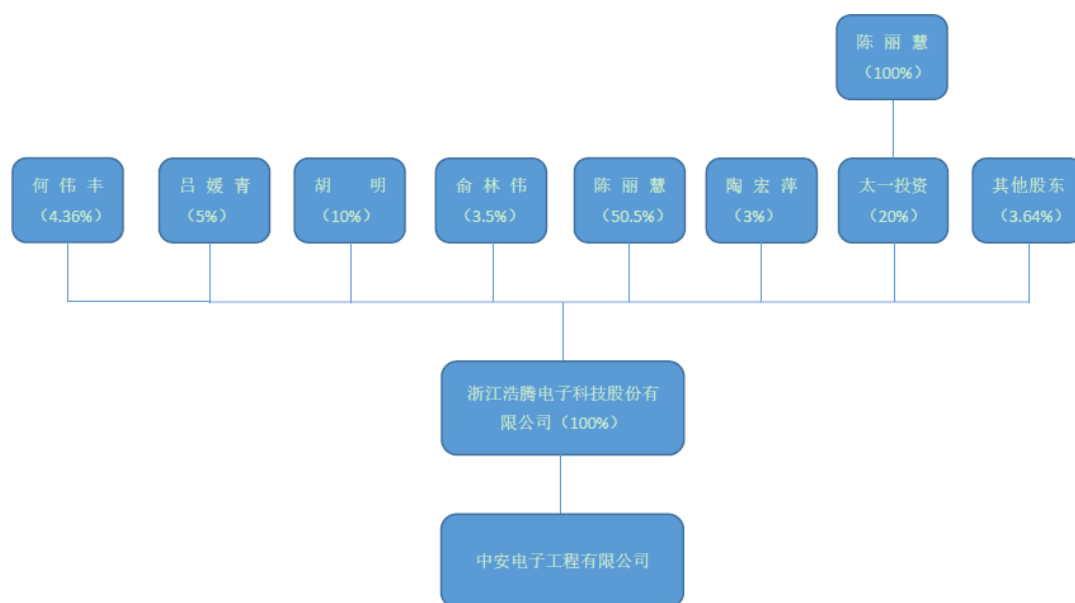 陈 丽 慧
（100%）
何 伟 丰
（4.36%）
吕 媛 青
（5%）
胡 明
（10%）
俞 林 伟
（3.5%）
陈 丽 慧
（50.5%）
陶 宏 萍
（3%）
太一投资
（20%）
其他股东
（3.64%）
浙江浩腾电子科技股份有
限公司（100%）
中安电子工程有限公司